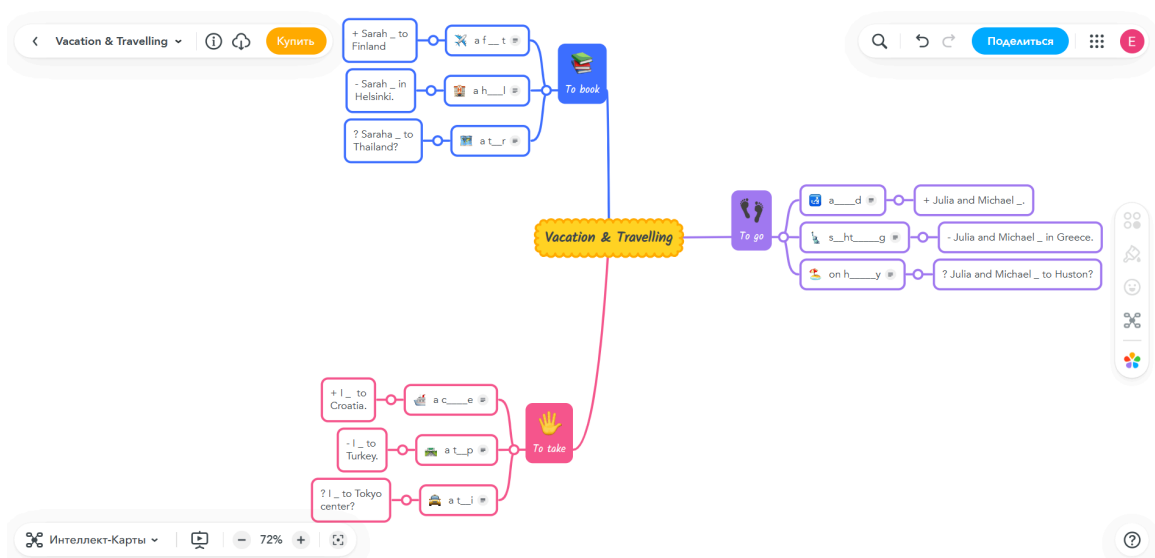 Vacation & Travelling
Купить
Поделиться
E
+ Sarah _ to
Finland
a f__t
- Sarah _ in
Helsinki.
a h___l
? Saraha _ to
Thailand?
a t__r
To book
Vacation & Travelling
To go
a____d
+ Julia and Michael _.
s__ht_____g
- Julia and Michael _ in Greece.
on h_____y
? Julia and Michael _ to Huston?
+ I _ to
Croatia.
a c____e
- I _ to
Turkey.
a t__p
? I _ to Tokyo
center?
a t__i
To take
Интеллект-Карты
72%